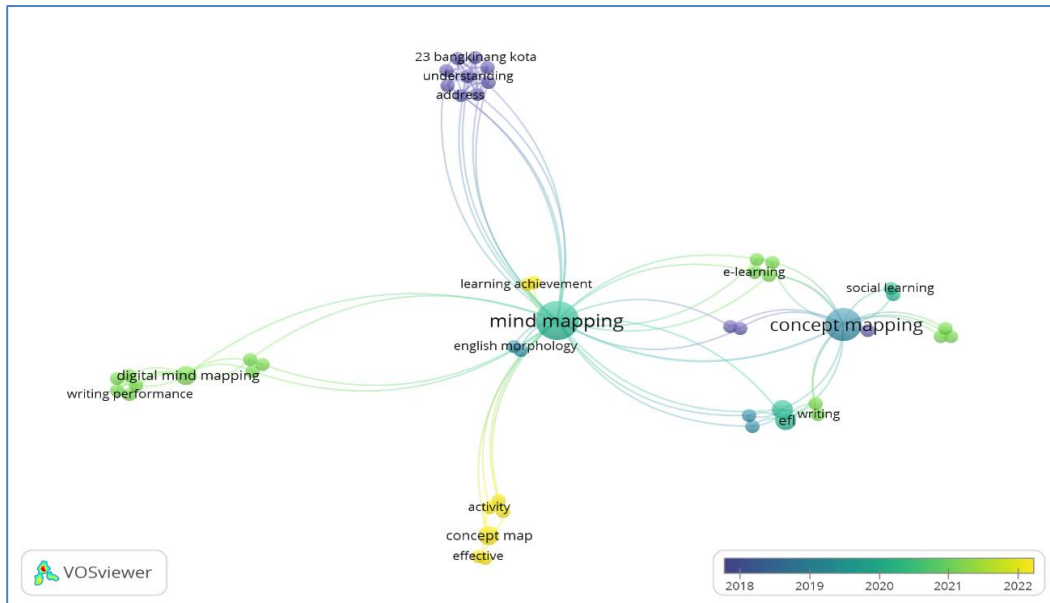 23 bangkinang kota
understanding
address
learning achievement
mind mapping
english morphology
e-learning
social learning
concept mapping
digital mind mapping
writing performance
writing
efl
activity
concept map
effective
VOSviewer
2018 2019 2020 2021 2022